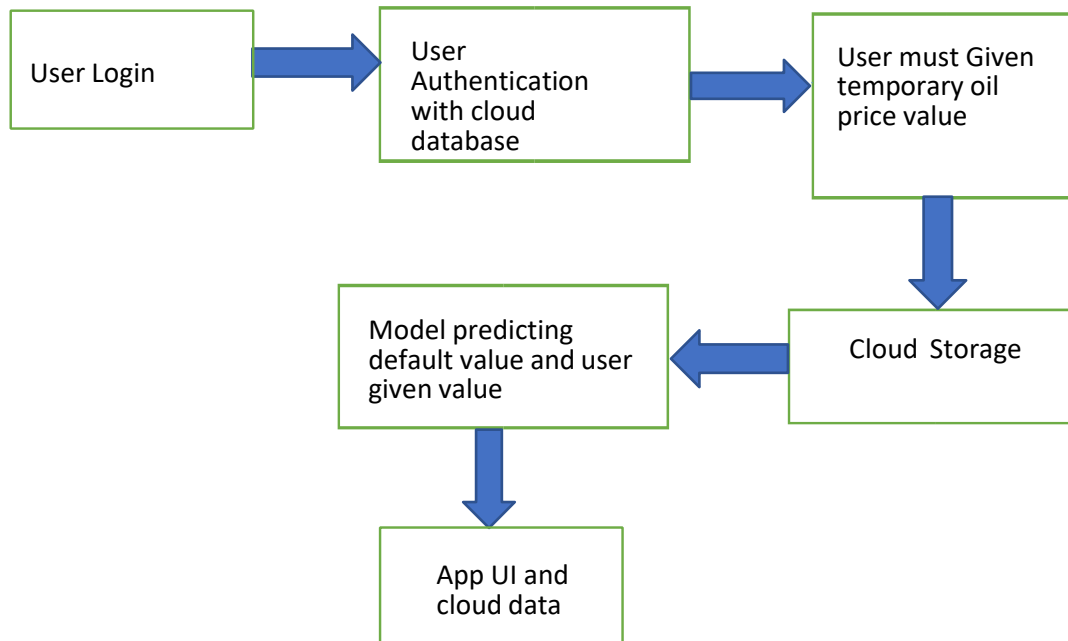 User Login
User
Authentication
with cloud
database
User must Given
temporary oil
price value
Cloud Storage
Model predicting
default value and user
given value
App UI and
cloud data